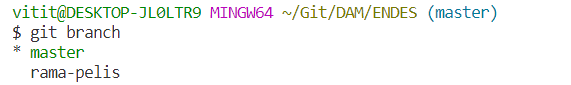 vitit@DESKTOP-JL0LTR9 MINGW64 ~/Git/DAM/ENDES (master)
$ git branch
* master
  rama-pelis